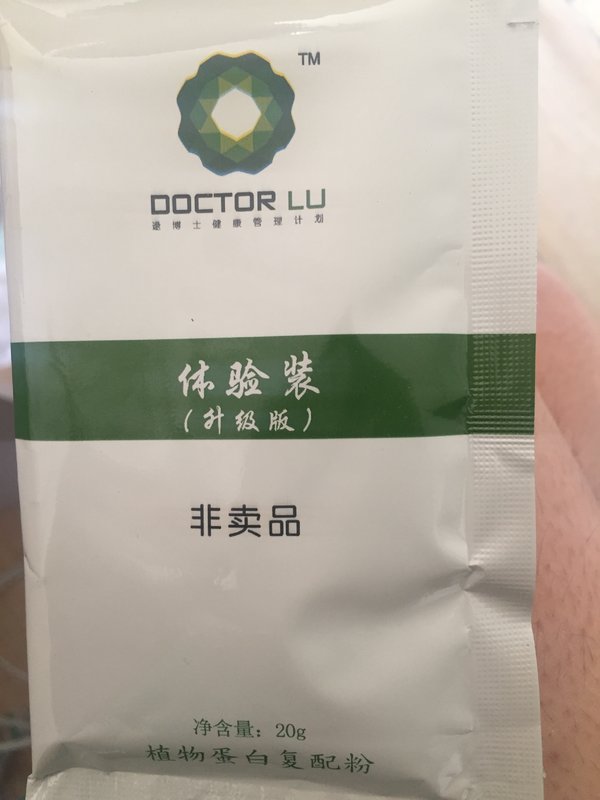 TM
DOCTOR LU
逯博士健康管理计划
体验装
(升级版)
非卖品
净含量：20g
植物蛋白复配粉